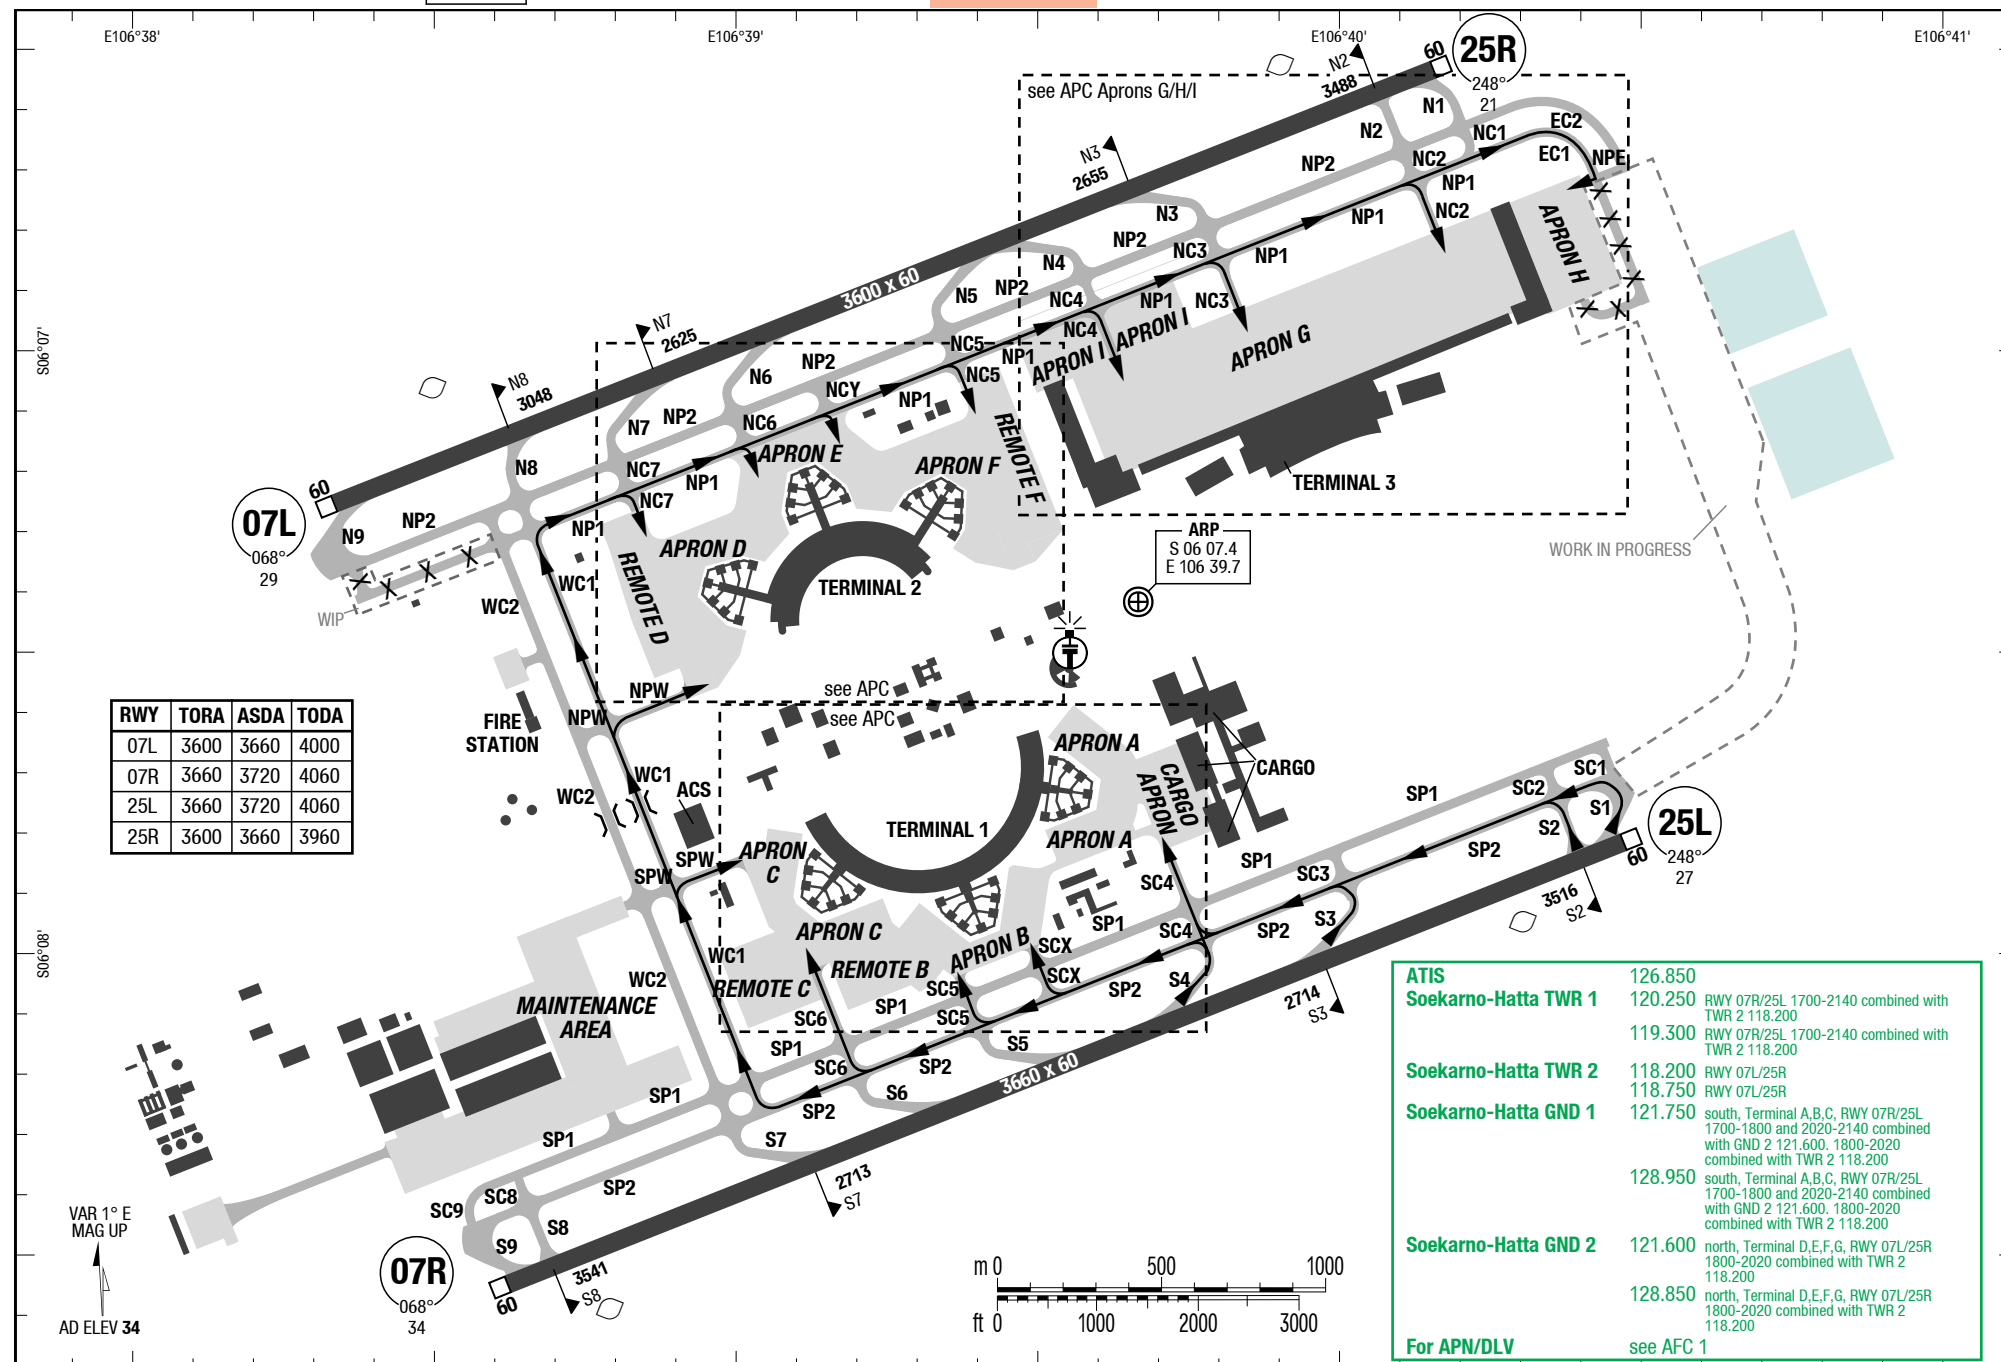 E106°38'
E106°39'
E106°40'
E106°41'
S06°07'
S06°08'
see APC Aprons G/H/I
60
25R
248°
21
N2
3488
N1
N2
NC1
EC2
EC1
NPE
NC2
NP1
NP2
N3
2655
N3
NP2
NC3
NP1
NP1
NC2
APRON H
N4
N5
NP2
NC4
NP1
NC3
NC4
APRON I
APRON I
APRON G
3600 x 60
N7
2625
N8
3048
NP2
N6
NC5
NP1
NC5
NCY
NP1
N7
NP2
NC6
APRON E
APRON F
REMOTE F
TERMINAL 3
N8
NC7
NP1
NC7
60
07L
068°
29
N9
NP2
NP1
APRON D
REMOTE D
TERMINAL 2
ARP
S 06 07.4
E 106 39.7
WORK IN PROGRESS
WIP
WC1
WC2
NPW
NPW
see APC
see APC
FIRE
STATION
RWY TORA ASDA TODA
07L 3600 3660 4000
07R 3660 3720 4060
25L 3660 3720 4060
25R 3600 3660 3960
WC1
WC2
ACS
APRON A
CARGO
APRON
CARGO
TERMINAL 1
APRON A
SPW
SPW
APRON
C
SP1
SC2
SC1
S1
S2
25L
248°
27
60
SP2
SP1
SC3
3516
S2
SC4
SP1
SC4
SP2
S3
APRON C
APRON B
SCX
SCX
WC1
WC2
REMOTE B
REMOTE C
SC5
SC5
SP2
S4
2714
S3
MAINTENANCE
AREA
SC6
SP1
SP1
S5
SC6
SP2
S6
3660 x 60
SP1
SP2
SP1
S7
2713
S7
SP2
SC8
SC9
S8
S9
07R
068°
34
60
3541
S8
VAR 1° E
MAG UP
AD ELEV 34
m 0 500 1000
ft 0 1000 2000 3000
ATIS 126.850
Soekarno-Hatta TWR 1 120.250 RWY 07R/25L 1700-2140 combined with
TWR 2 118.200
119.300 RWY 07R/25L 1700-2140 combined with
TWR 2 118.200
Soekarno-Hatta TWR 2 118.200 RWY 07L/25R
118.750 RWY 07L/25R
Soekarno-Hatta GND 1 121.750 south, Terminal A,B,C, RWY 07R/25L
1700-1800 and 2020-2140 combined
with GND 2 121.600. 1800-2020
combined with TWR 2 118.200
128.950 south, Terminal A,B,C, RWY 07R/25L
1700-1800 and 2020-2140 combined
with GND 2 121.600. 1800-2020
combined with TWR 2 118.200
Soekarno-Hatta GND 2 121.600 north, Terminal D,E,F,G, RWY 07L/25R
1800-2020 combined with TWR 2
118.200
128.850 north, Terminal D,E,F,G, RWY 07L/25R
1800-2020 combined with TWR 2
118.200
For APN/DLV see AFC 1